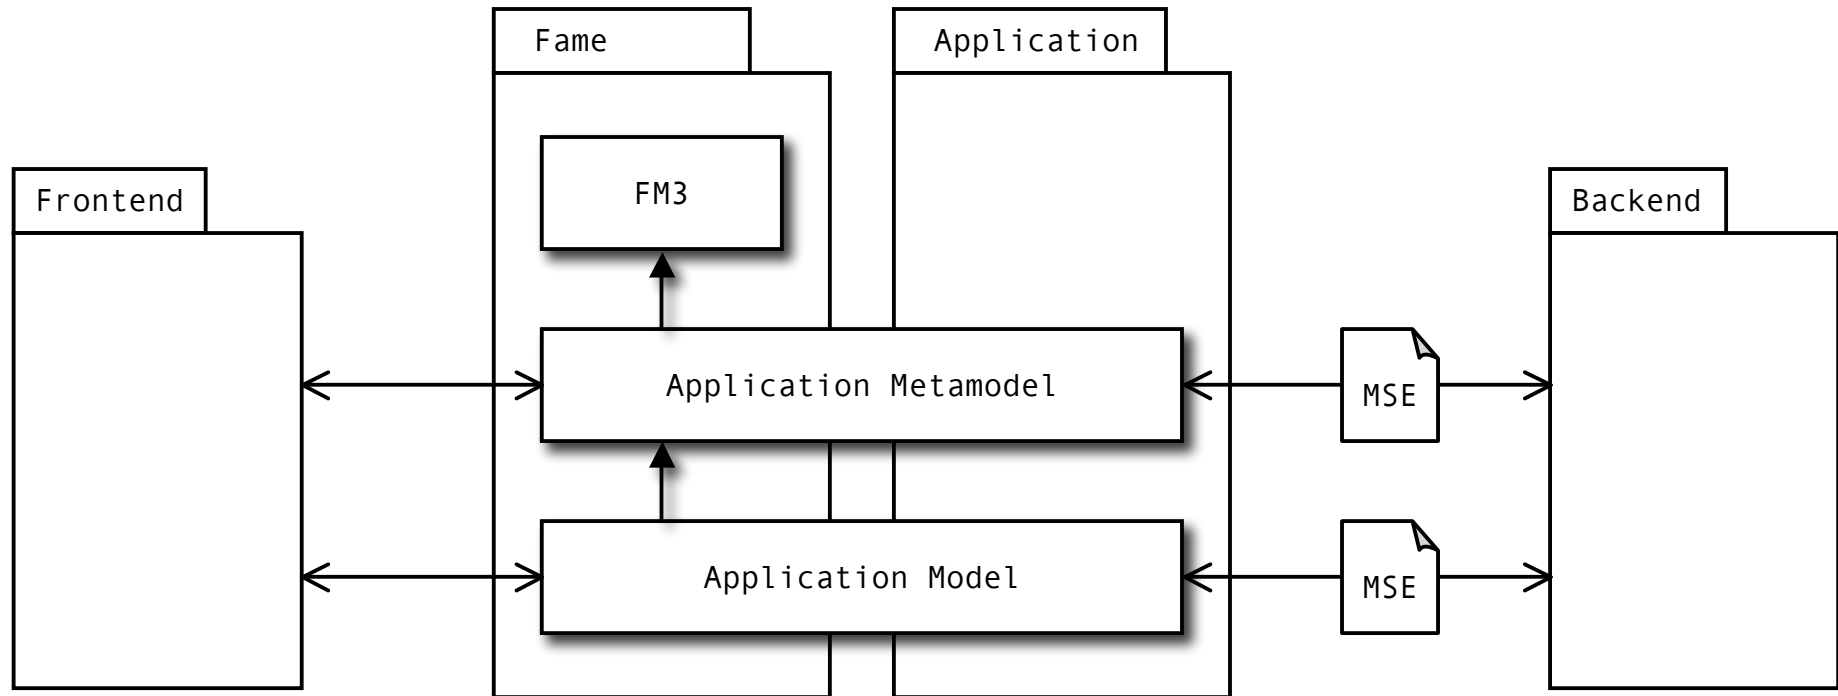 Fame
Application
FM3
Frontend
Backend
Application Metamodel
MSE
Application Model
MSE